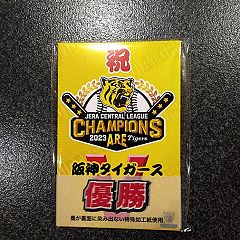 祝
JERA CENTRAL LEAGUE
CHAMPIONS
2023 ARE Tigers
阪神タイガース
優勝
墨が裏面に染み出ない特殊加工紙使用